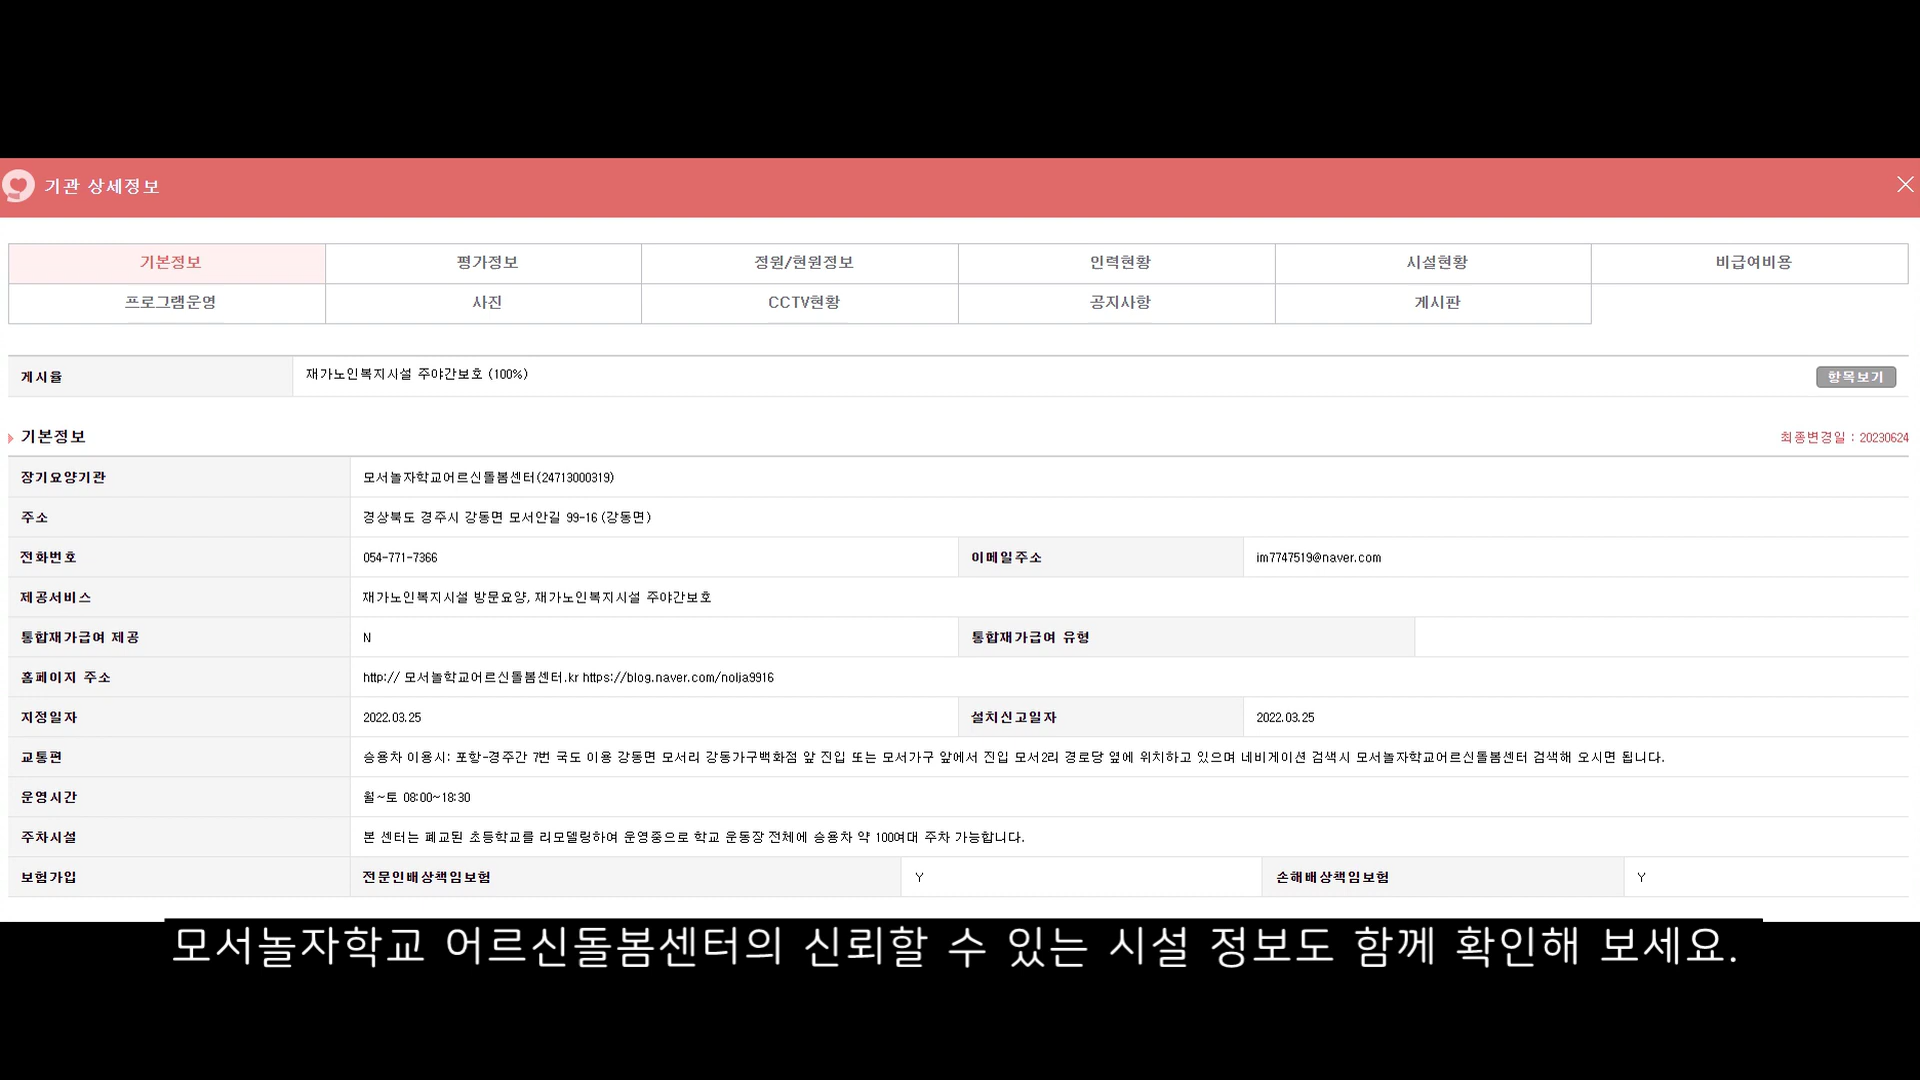 기관 상세정보
기본정보 평가정보 정원/현원정보 인력현황 시설현황 비급여비용
프로그램운영 사진 CCTV현황 공지사항 게시판
게시율 재가노인복지시설 주야간보호 (100%) 항목보기
기본정보 최종변경일 : 20230624
장기요양기관 모서놀자학교어르신돌봄센터(24713000319)
주소 경상북도 경주시 강동면 모서안길 99-16 (강동면)
전화번호 054-771-7366 이메일주소 im7747519@naver.com
제공서비스 재가노인복지시설 방문요양, 재가노인복지시설 주야간보호
통합재가급여 제공 N 통합재가급여 유형
홈페이지 주소 http:// 모서놀학교어르신돌봄센터.kr https://blog.naver.com/nolja9916
지정일자 2022.03.25 설치신고일자 2022.03.25
교통편 승용차 이용시: 포항-경주간 7번 국도 이용 강동면 모서리 강동가구백화점 앞 진입 또는 모서가구 앞에서 진입 모서2리 경로당 옆에 위치하고 있으며 네비게이션 검색시 모서놀자학교어르신돌봄센터 검색해 오시면 됩니다.
운영시간 월~토 08:00~18:30
주차시설 본 센터는 폐교된 초등학교를 리모델링하여 운영중으로 학교 운동장 전체에 승용차 약 100여대 주차 가능합니다.
보험가입 전문인배상책임보험 Y 손해배상책임보험 Y
모서놀자학교 어르신돌봄센터의 신뢰할 수 있는 시설 정보도 함께 확인해 보세요.